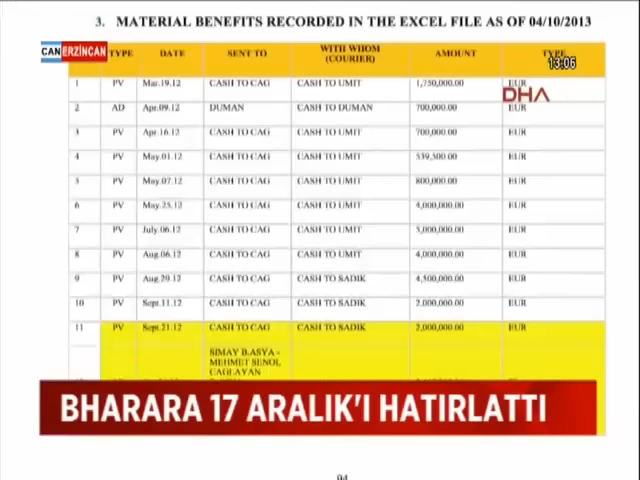 3. MATERIAL BENEFITS RECORDED IN THE EXCEL FILE AS OF 04/10/2013
CANERZİNCAN
13:06
DHA
TYPE DATE SENT TO WITH WHOM (COURIER) AMOUNT TYPE
1 PV Mar.19.12 CASH TO CAG CASH TO UMIT 1,750,000.00 EUR
2 AD Apr.09.12 DUMAN CASH TO DUMAN 700,000.00 EUR
3 PV Apr.16.12 CASH TO CAG CASH TO UMIT 700,000.00 EUR
4 PV May.01.12 CASH TO CAG CASH TO UMIT 539,500.00 EUR
5 PV May.07.12 CASH TO CAG CASH TO UMIT 800,000.00 EUR
6 PV May.25.12 CASH TO CAG CASH TO UMIT 4,000,000.00 EUR
7 PV July.06.12 CASH TO CAG CASH TO UMIT 5,000,000.00 EUR
8 PV Aug.06.12 CASH TO CAG CASH TO UMIT 4,000,000.00 EUR
9 PV Aug.29.12 CASH TO CAG CASH TO SADIK 4,500,000.00 EUR
10 PV Sept.11.12 CASH TO CAG CASH TO SADIK 2,000,000.00 EUR
11 PV Sept.21.12 CASH TO CAG CASH TO SADIK 2,000,000.00 EUR
SIMAY B.ASYA -
MEHMET SENOL
CAGLAYAN
BHARARA 17 ARALIK'I HATIRLATTI